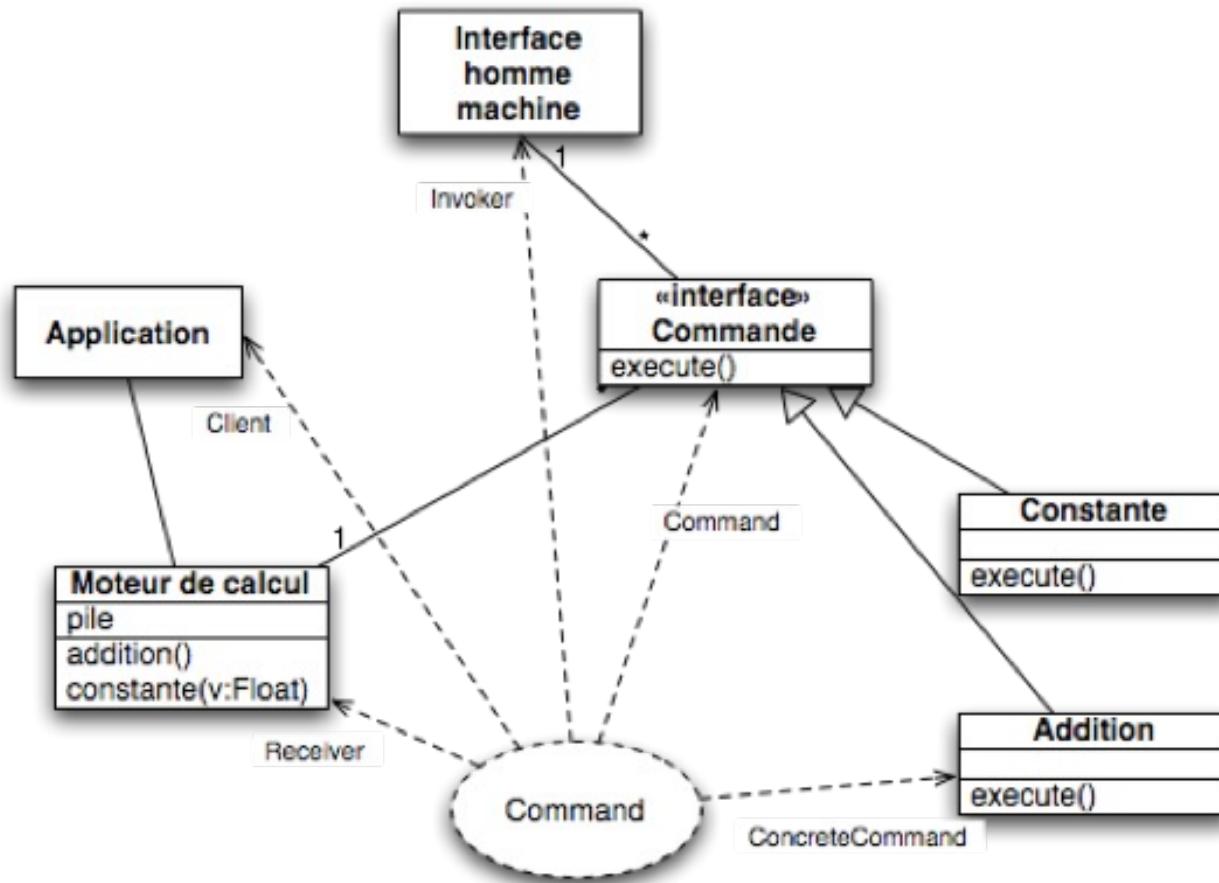 Interface
homme
machine
1
Invoker
*
«interface»
Commande
execute()
Application
Client
Command
Constante
execute()
1
Moteur de calcul
pile
addition()
constante(v:Float)
Receiver
Addition
execute()
Command
ConcreteCommand